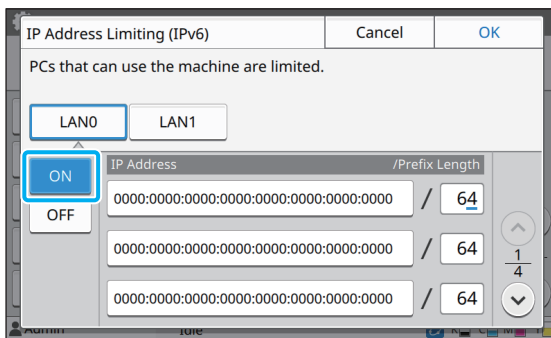 IP Address Limiting (IPv6) Cancel OK
PCs that can use the machine are limited.
LAN0 LAN1
ON IP Address /Prefix Length
0000:0000:0000:0000:0000:0000:0000:0000 / 64
OFF
0000:0000:0000:0000:0000:0000:0000:0000 / 64
1
4
0000:0000:0000:0000:0000:0000:0000:0000 / 64
Admin Idle K C M Y